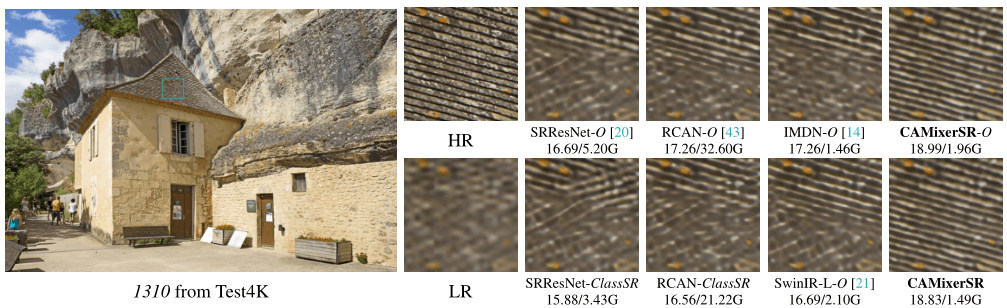 HR
SRResNet-O [20]
16.69/5.20G
RCAN-O [43]
17.26/32.60G
IMDN-O [14]
17.26/1.46G
CAMixerSR-O
18.99/1.96G
1310 from Test4K
LR
SRResNet-ClassSR
15.88/3.43G
RCAN-ClassSR
16.56/21.22G
SwinIR-L-O [21]
16.69/2.10G
CAMixerSR
18.83/1.49G